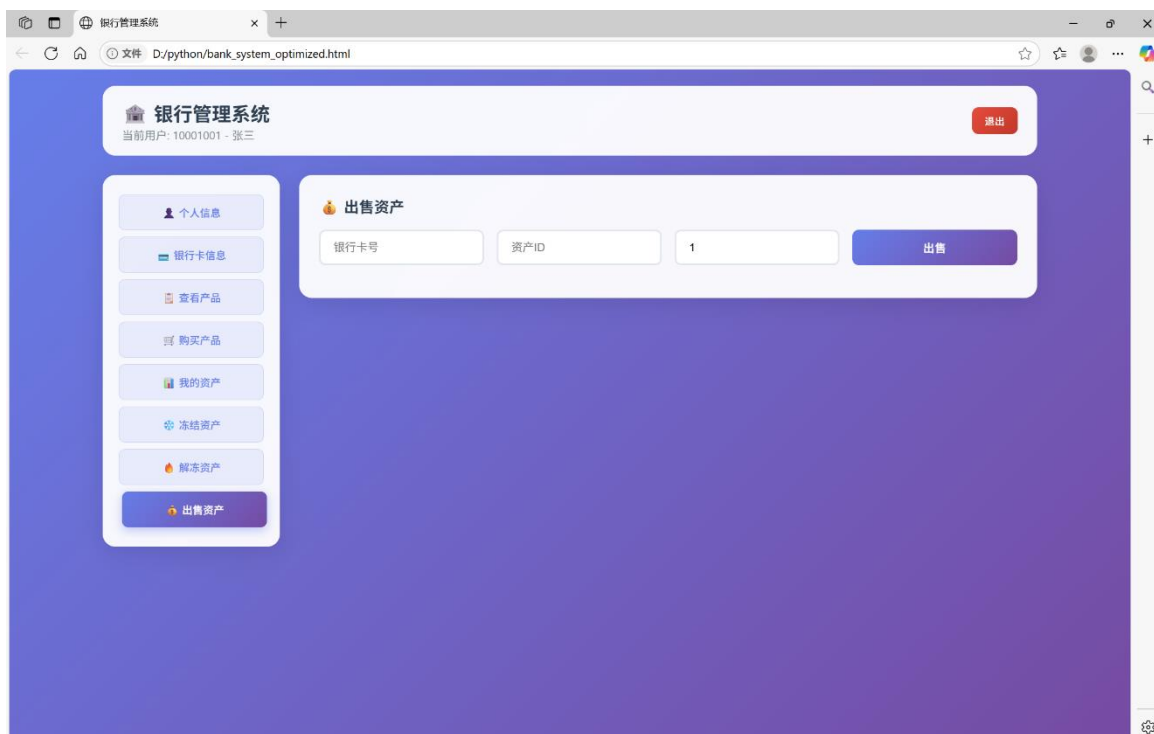 银行管理系统
文件 D:/python/bank_system_optimized.html
银行管理系统
当前用户: 10001001 - 张三
退出
个人信息
银行卡信息
查看产品
购买产品
我的资产
冻结资产
解冻资产
出售资产
出售资产
银行卡号 资产ID 1 出售